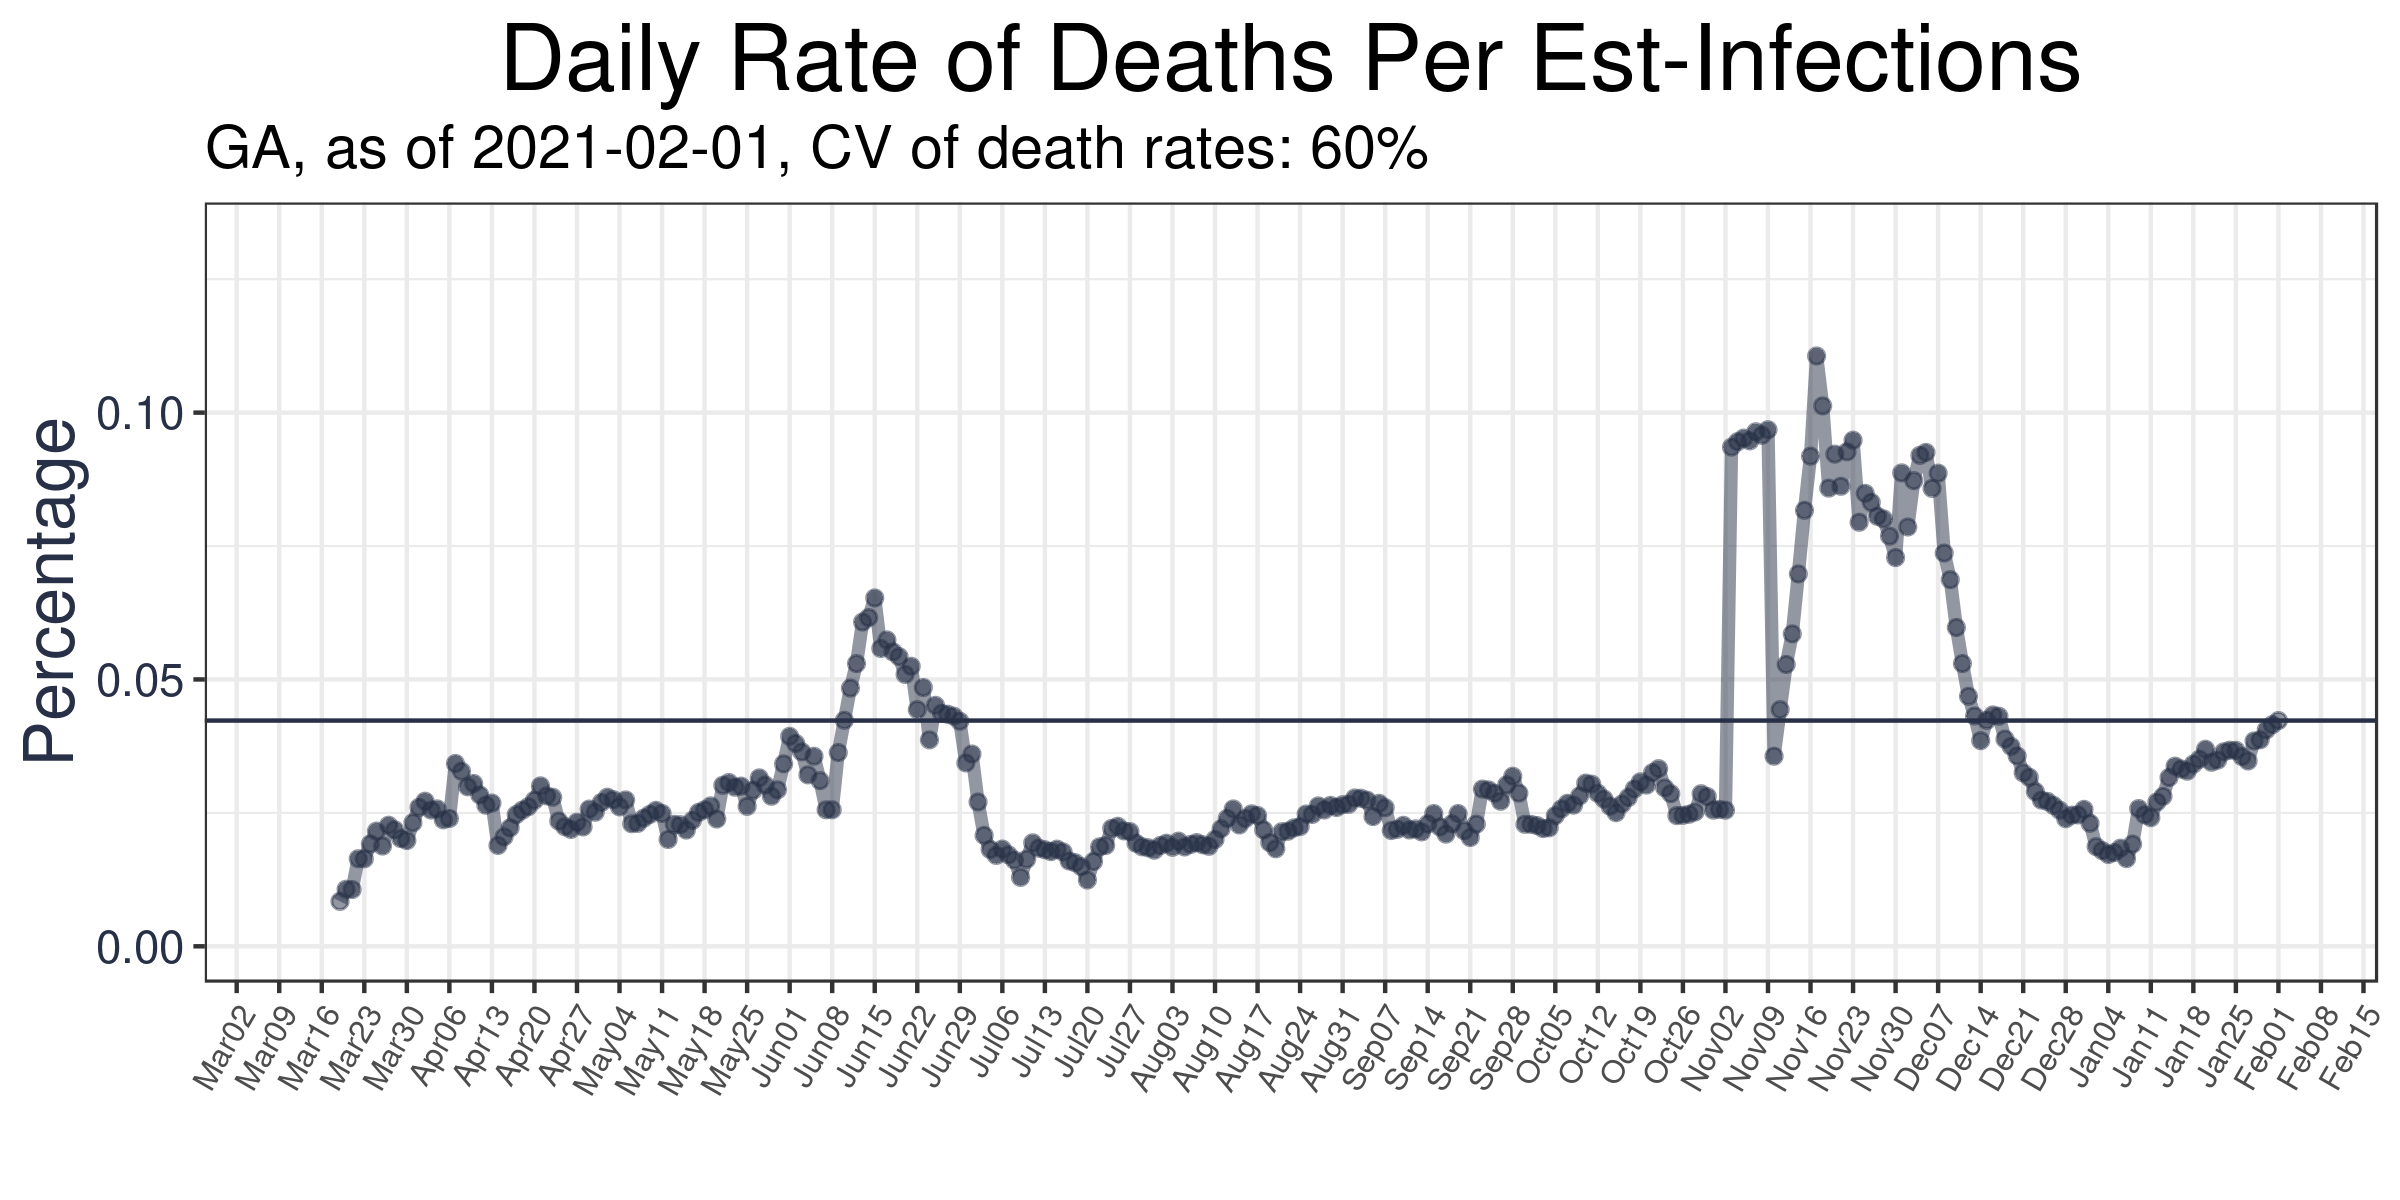 Daily Rate of Deaths Per Est-Infections
GA, as of 2021-02-01, CV of death rates: 60%
Percentage
0.10
0.05
0.00
Mar02
Mar09
Mar16
Mar23
Mar30
Apr06
Apr13
Apr20
Apr27
May04
May11
May18
May25
Jun01
Jun08
Jun15
Jun22
Jun29
Jul06
Jul13
Jul20
Jul27
Aug03
Aug10
Aug17
Aug24
Aug31
Sep07
Sep14
Sep21
Sep28
Oct05
Oct12
Oct19
Oct26
Nov02
Nov09
Nov16
Nov23
Nov30
Dec07
Dec14
Dec21
Dec28
Jan04
Jan11
Jan18
Jan25
Feb01
Feb08
Feb15